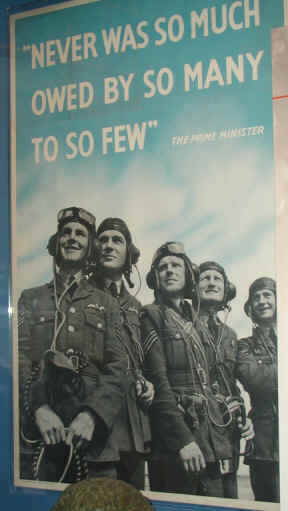 "NEVER WAS SO MUCH
OWED BY SO MANY
TO SO FEW"
THE PRIME MINISTER